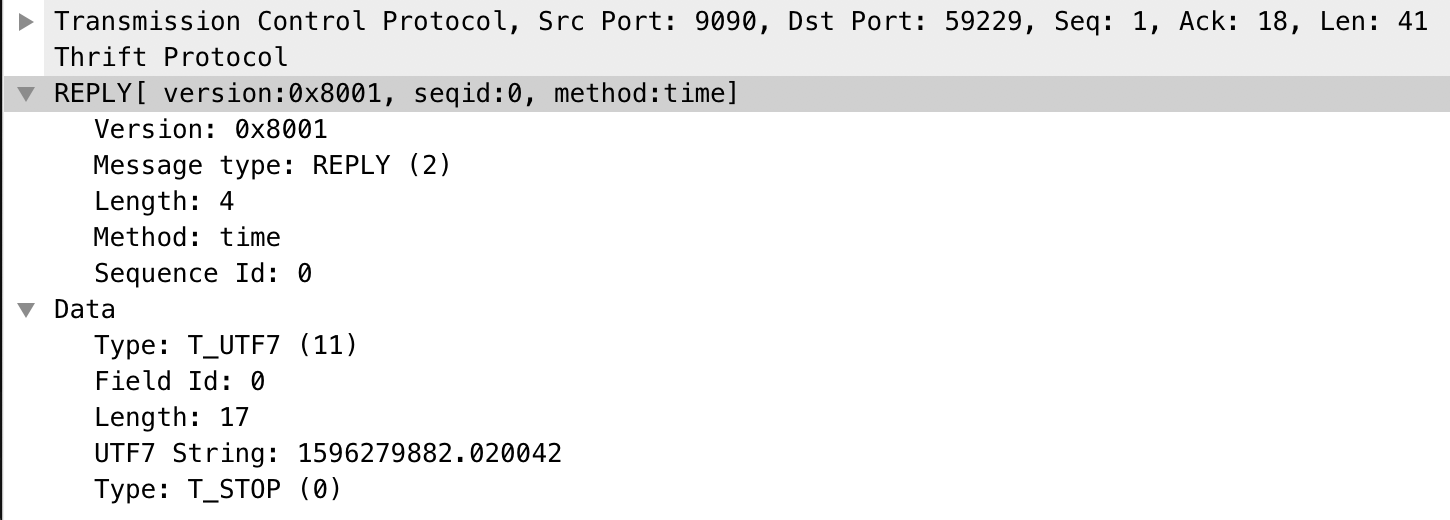 Transmission Control Protocol, Src Port: 9090, Dst Port: 59229, Seq: 1, Ack: 18, Len: 41
Thrift Protocol
REPLY[ version:0x8001, seqid:0, method:time]
Version: 0x8001
Message type: REPLY (2)
Length: 4
Method: time
Sequence Id: 0
Data
Type: T_UTF7 (11)
Field Id: 0
Length: 17
UTF7 String: 1596279882.020042
Type: T_STOP (0)